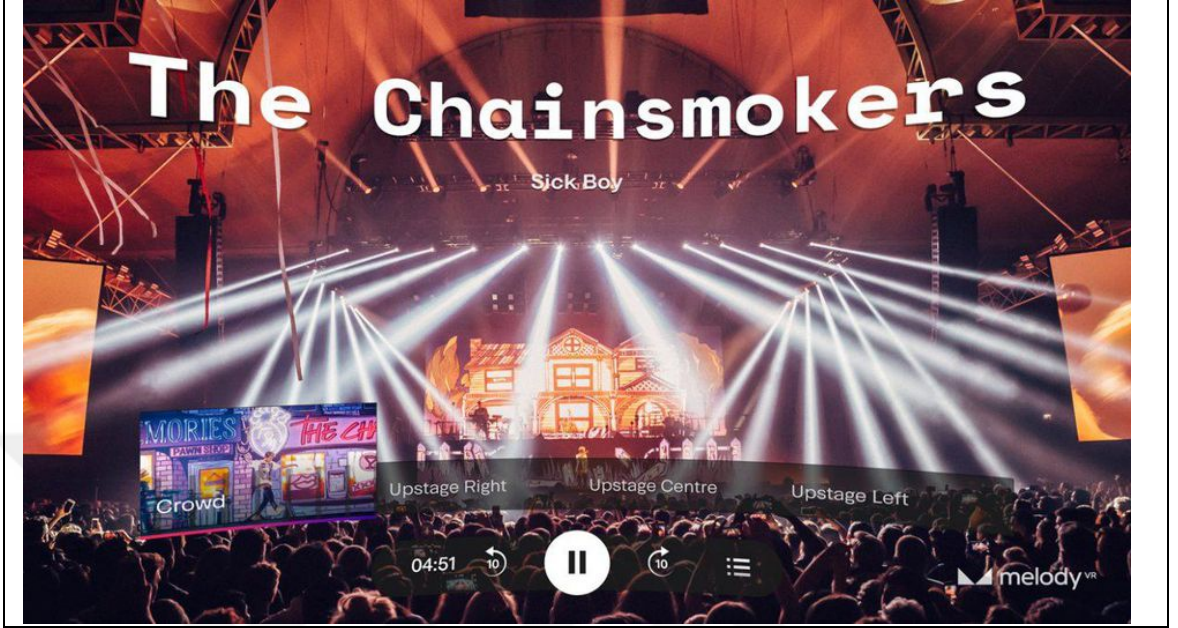 The Chainsmokers
Sick Boy
MORIES
THE CH
PAWN SHOP
Crowd
Upstage Right
Upstage Centre
Upstage Left
04:51
10
10
melody VR